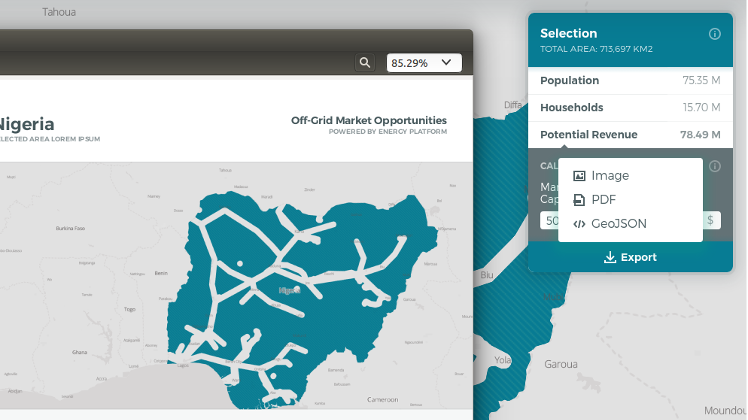 Tahoua
85.29%
Nigeria
ELECTED AREA LOREM IPSUM
Off-Grid Market Opportunities
POWERED BY ENERGY PLATFORM
Burkina Faso
Benin
Togo
Ghana
Nigeria
Cameroon
Diffa
Biu
Yola
Garoua
Moundou
Selection
TOTAL AREA: 713,697 KM2
Population 75.35 M
Households 15.70 M
Potential Revenue 78.49 M
CAL
Mar
Cap
50
$
Image
PDF
GeoJSON
Export